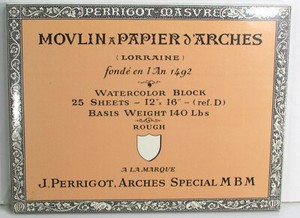 PERRIGOT-MASURE
MOVLIN A PAPIER d'ARCHES
(LORRAINE)
fondé en l'An 1492
WATERCOLOR BLOCK
25 SHEETS - 12"x 16" - (ref. D)
BASIS WEIGHT 140 Lbs
ROUGH
A LA MARQUE
J. PERRIGOT. ARCHES SPECIAL M B M